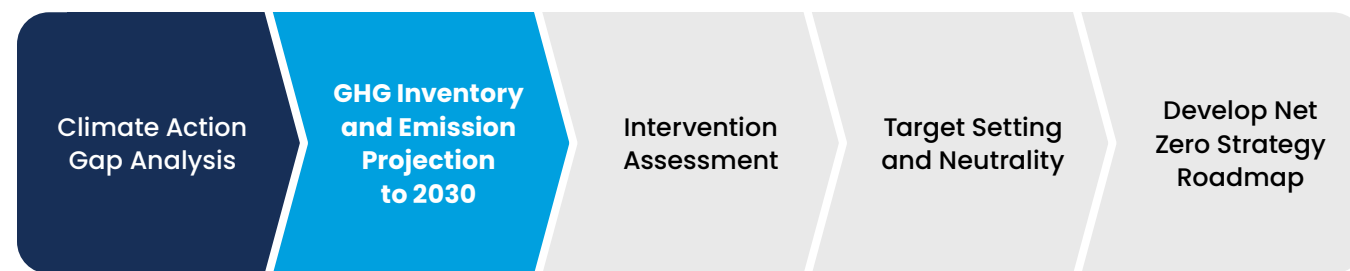 Climate Action
Gap Analysis
GHG Inventory
and Emission
Projection
to 2030
Intervention
Assessment
Target Setting
and Neutrality
Develop Net
Zero Strategy
Roadmap